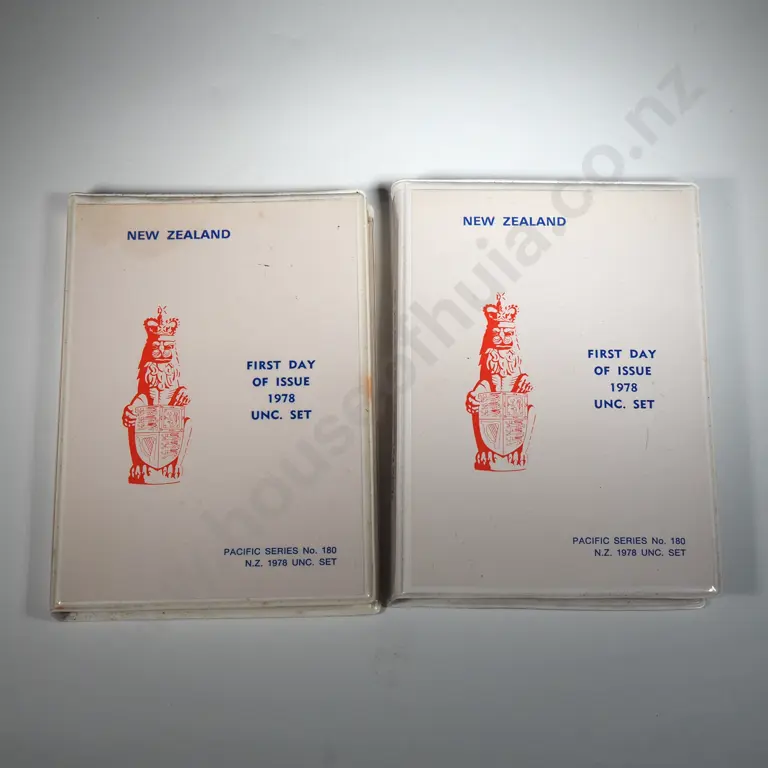 NEW ZEALAND
FIRST DAY
OF ISSUE
1978
UNC. SET
PACIFIC SERIES No. 180
N.Z. 1978 UNC. SET
NEW ZEALAND
FIRST DAY
OF ISSUE
1978
UNC. SET
PACIFIC SERIES No. 180
N.Z. 1978 UNC. SET
houseofhuia.co.nz